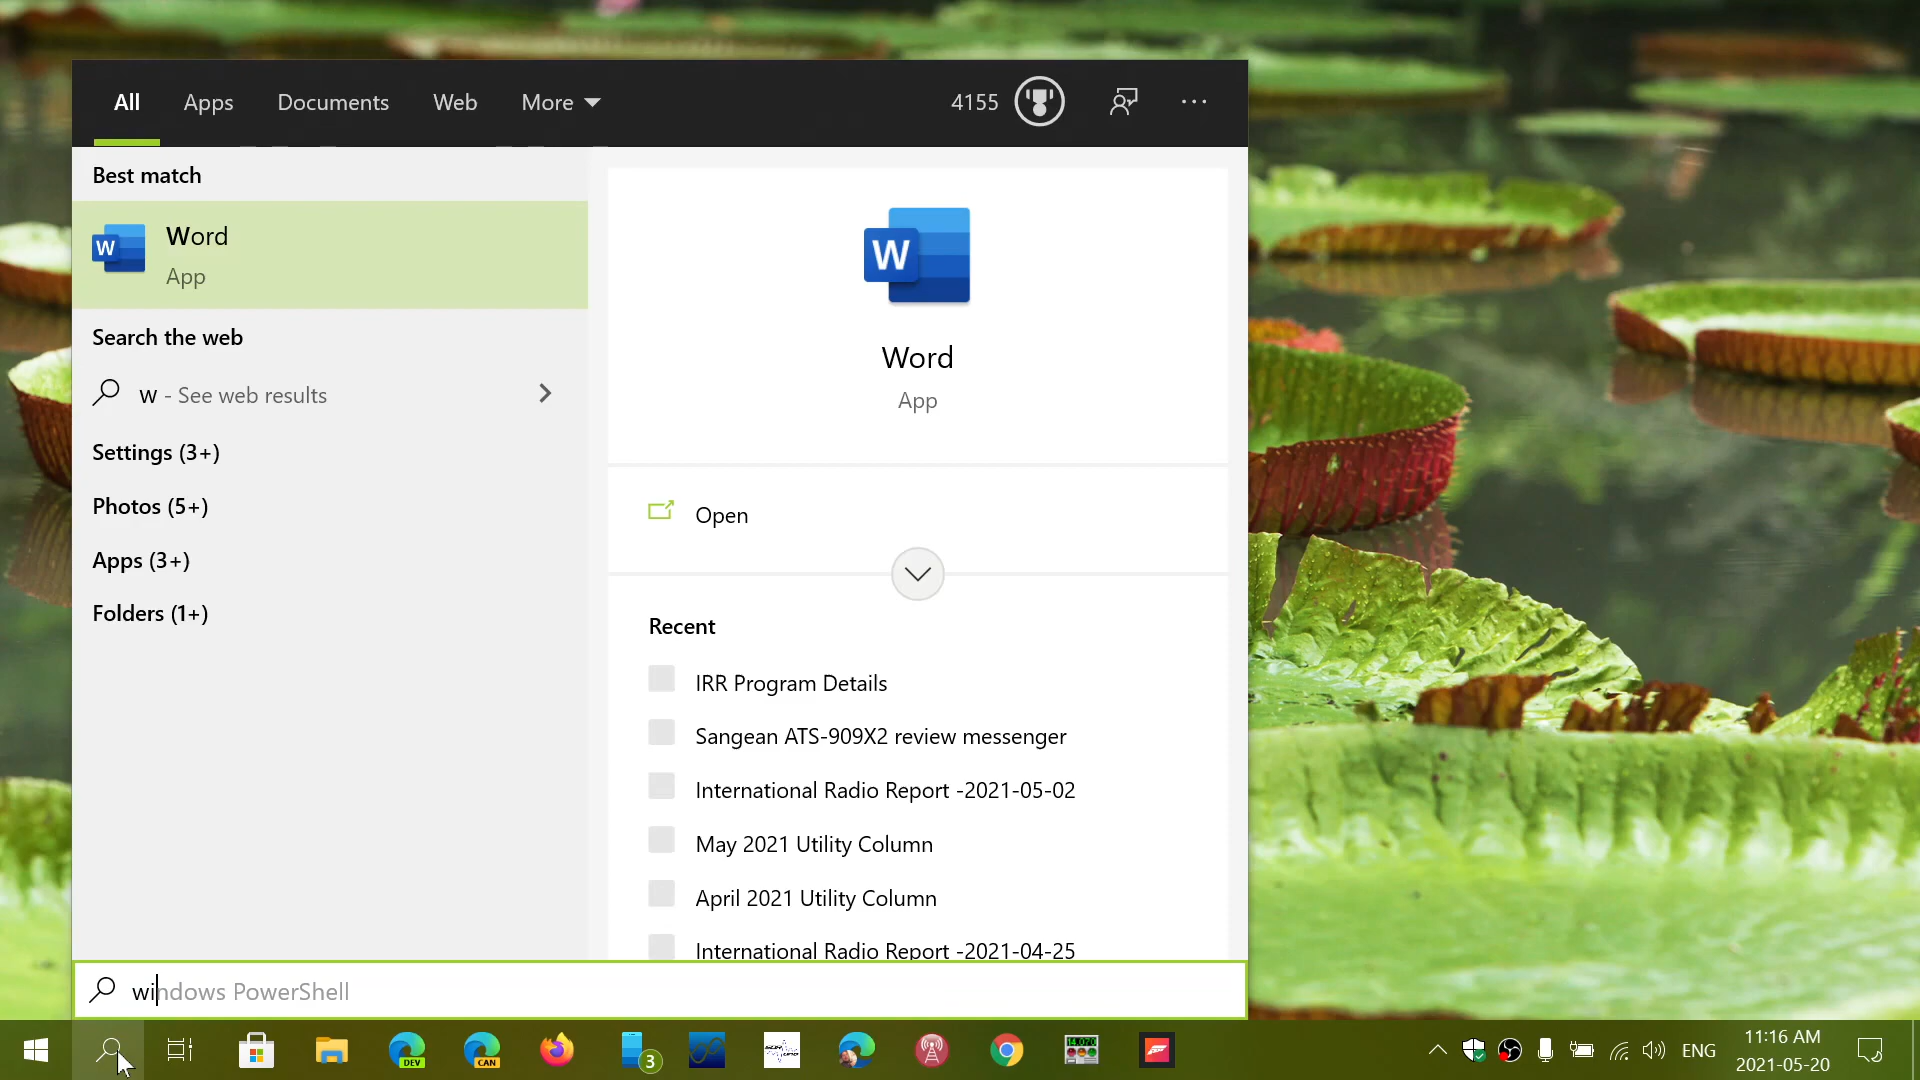 All Apps Documents Web More 4155 ...
Best match
W Word
App
Search the web
w - See web results
Settings (3+)
Photos (5+)
Apps (3+)
Folders (1+)
W
Word
App
Open
Recent
IRR Program Details
Sangean ATS-909X2 review messenger
International Radio Report -2021-05-02
May 2021 Utility Column
April 2021 Utility Column
International Radio Report -2021-04-25
windows PowerShell
DEV CAN 3 14.070 ENG
11:16 AM
2021-05-20